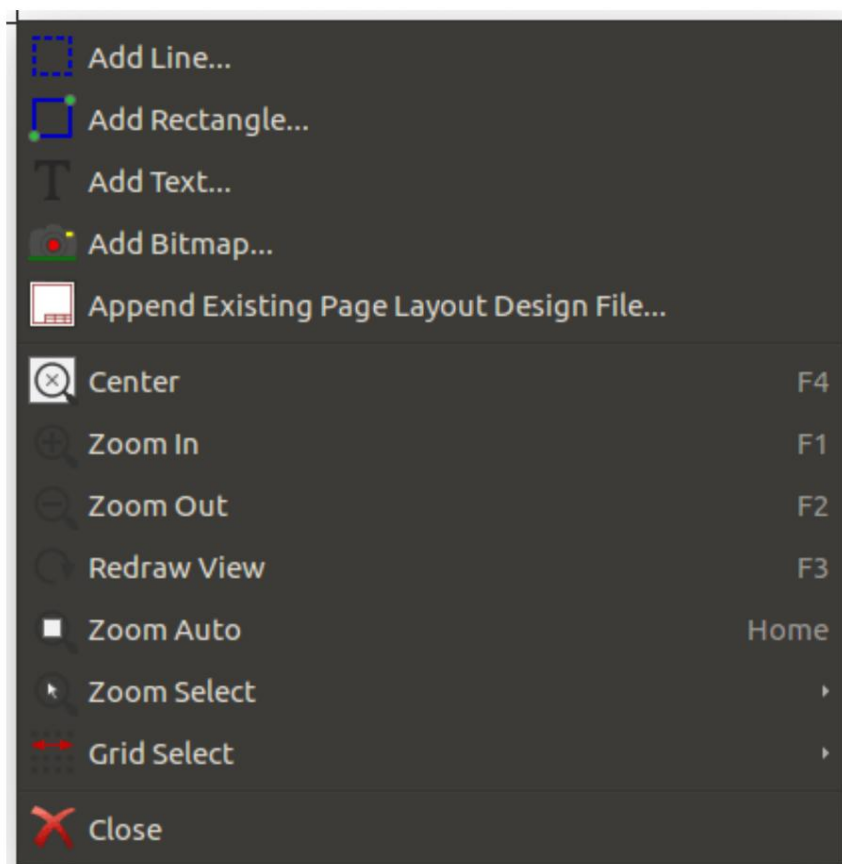 Add Line...
Add Rectangle...
T Add Text...
Add Bitmap...
Append Existing Page Layout Design File...
Center F4
Zoom In F1
Zoom Out F2
Redraw View F3
Zoom Auto Home
Zoom Select
Grid Select
Close